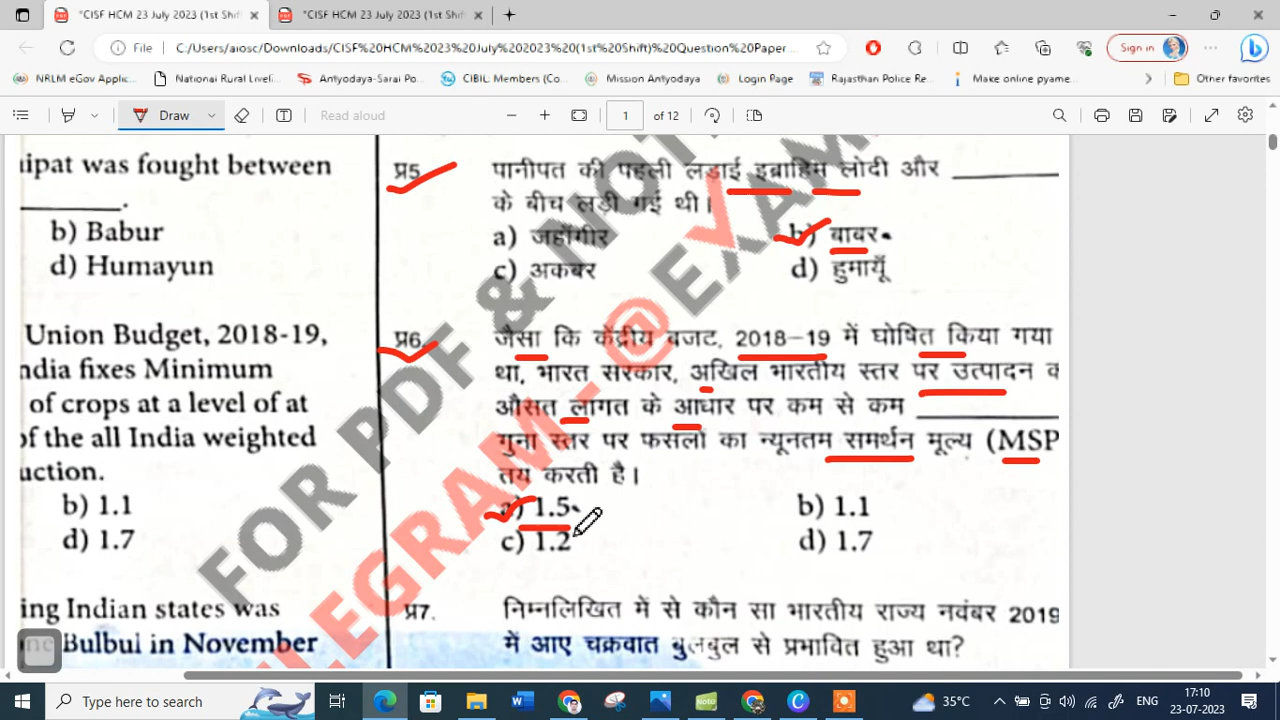 *CISF HCM 23 July 2023 (1st Shif
*CISF HCM 23 July 2023 (1st Shif
File
C:/Users/aiosc/Downloads/CISF%20HCM%2023%20July%202023%20(1st%20Shift)%20Question%20Paper...
Sign in
NRLM eGov Applic...
National Rural Liveli...
Antyodaya-Sarai Po...
CIBIL: Members (Co...
Mission Antyodaya
Login Page
Rajasthan Police Re...
Make online pyame...
Other favorites
Draw
Read aloud
1
of 12
ipat was fought between
.
b) Babur
d) Humayun
Union Budget, 2018-19,
ndia fixes Minimum
of crops at a level of at
of the all India weighted
uction.
b) 1.1
d) 1.7
ing Indian states was
ne Bulbul in November
प्र5
पानीपत की पहली लड़ाई इब्राहिम लोदी और ________
के बीच लड़ी गई थी।
a) जहाँगीर
b) बाबर
c) अकबर
d) हुमायूँ
प्र6.
जैसा कि केंद्रीय बजट, 2018-19 में घोषित किया गया
था, भारत सरकार, अखिल भारतीय स्तर पर उत्पादन क
औसत लागत के आधार पर कम से कम ________
गुना स्तर पर फसलों का न्यूनतम समर्थन मूल्य (MSP
तय करती है।
a) 1.5
b) 1.1
c) 1.2
d) 1.7
प्र7.
निम्नलिखित में से कौन सा भारतीय राज्य नवंबर 2019
में आए चक्रवात बुलबुल से प्रभावित हुआ था?
FOR PDF & NOT
ELEGRAM- @EXAM
Type here to search
35°C
ENG
17:10
23-07-2023